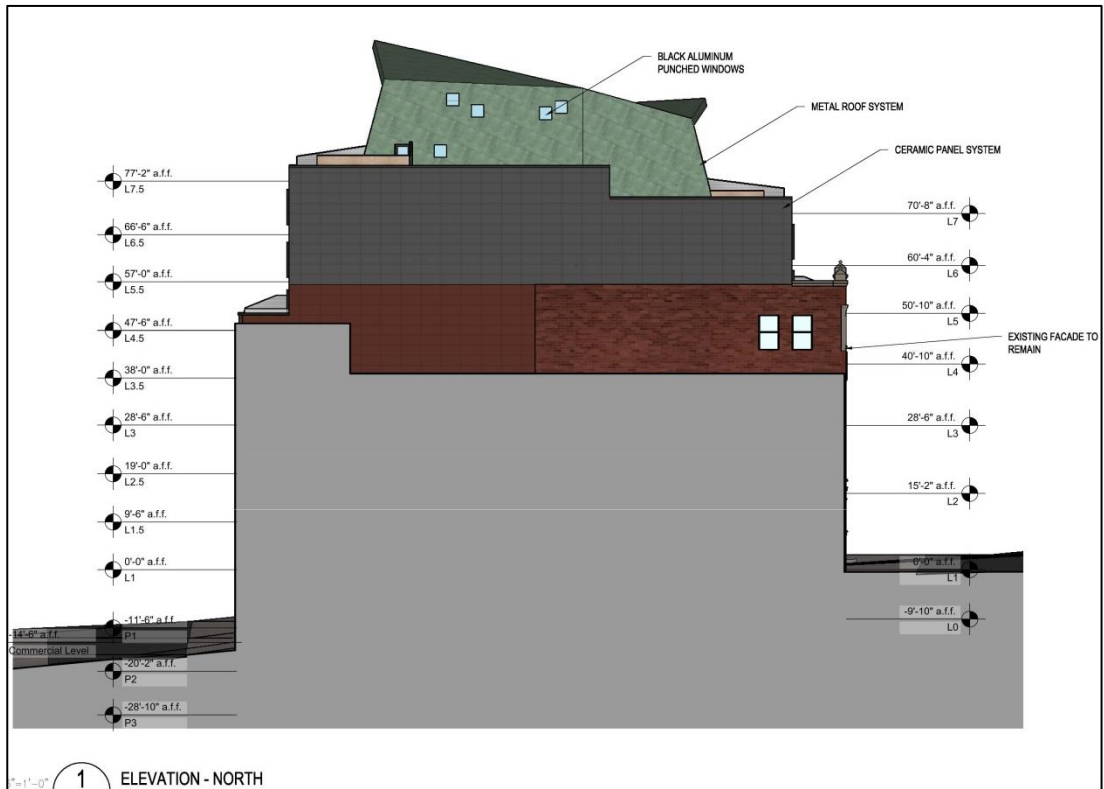 BLACK ALUMINUM
PUNCHED WINDOWS
METAL ROOF SYSTEM
CERAMIC PANEL SYSTEM
EXISTING FACADE TO
REMAIN
77'-2" a.f.f.
L7.5
66'-6" a.f.f.
L6.5
57'-0" a.f.f.
L5.5
47'-6" a.f.f.
L4.5
38'-0" a.f.f.
L3.5
28'-6" a.f.f.
L3
19'-0" a.f.f.
L2.5
9'-6" a.f.f.
L1.5
0'-0" a.f.f.
L1
-11'-6" a.f.f.
P1
-14'-6" a.f.f.
Commercial Level
-20'-2" a.f.f.
P2
-28'-10" a.f.f.
P3
70'-8" a.f.f.
L7
60'-4" a.f.f.
L6
50'-10" a.f.f.
L5
40'-10" a.f.f.
L4
28'-6" a.f.f.
L3
15'-2" a.f.f.
L2
0'-0" a.f.f.
L1
-9'-10" a.f.f.
L0
1 ELEVATION - NORTH
"=1'-0"